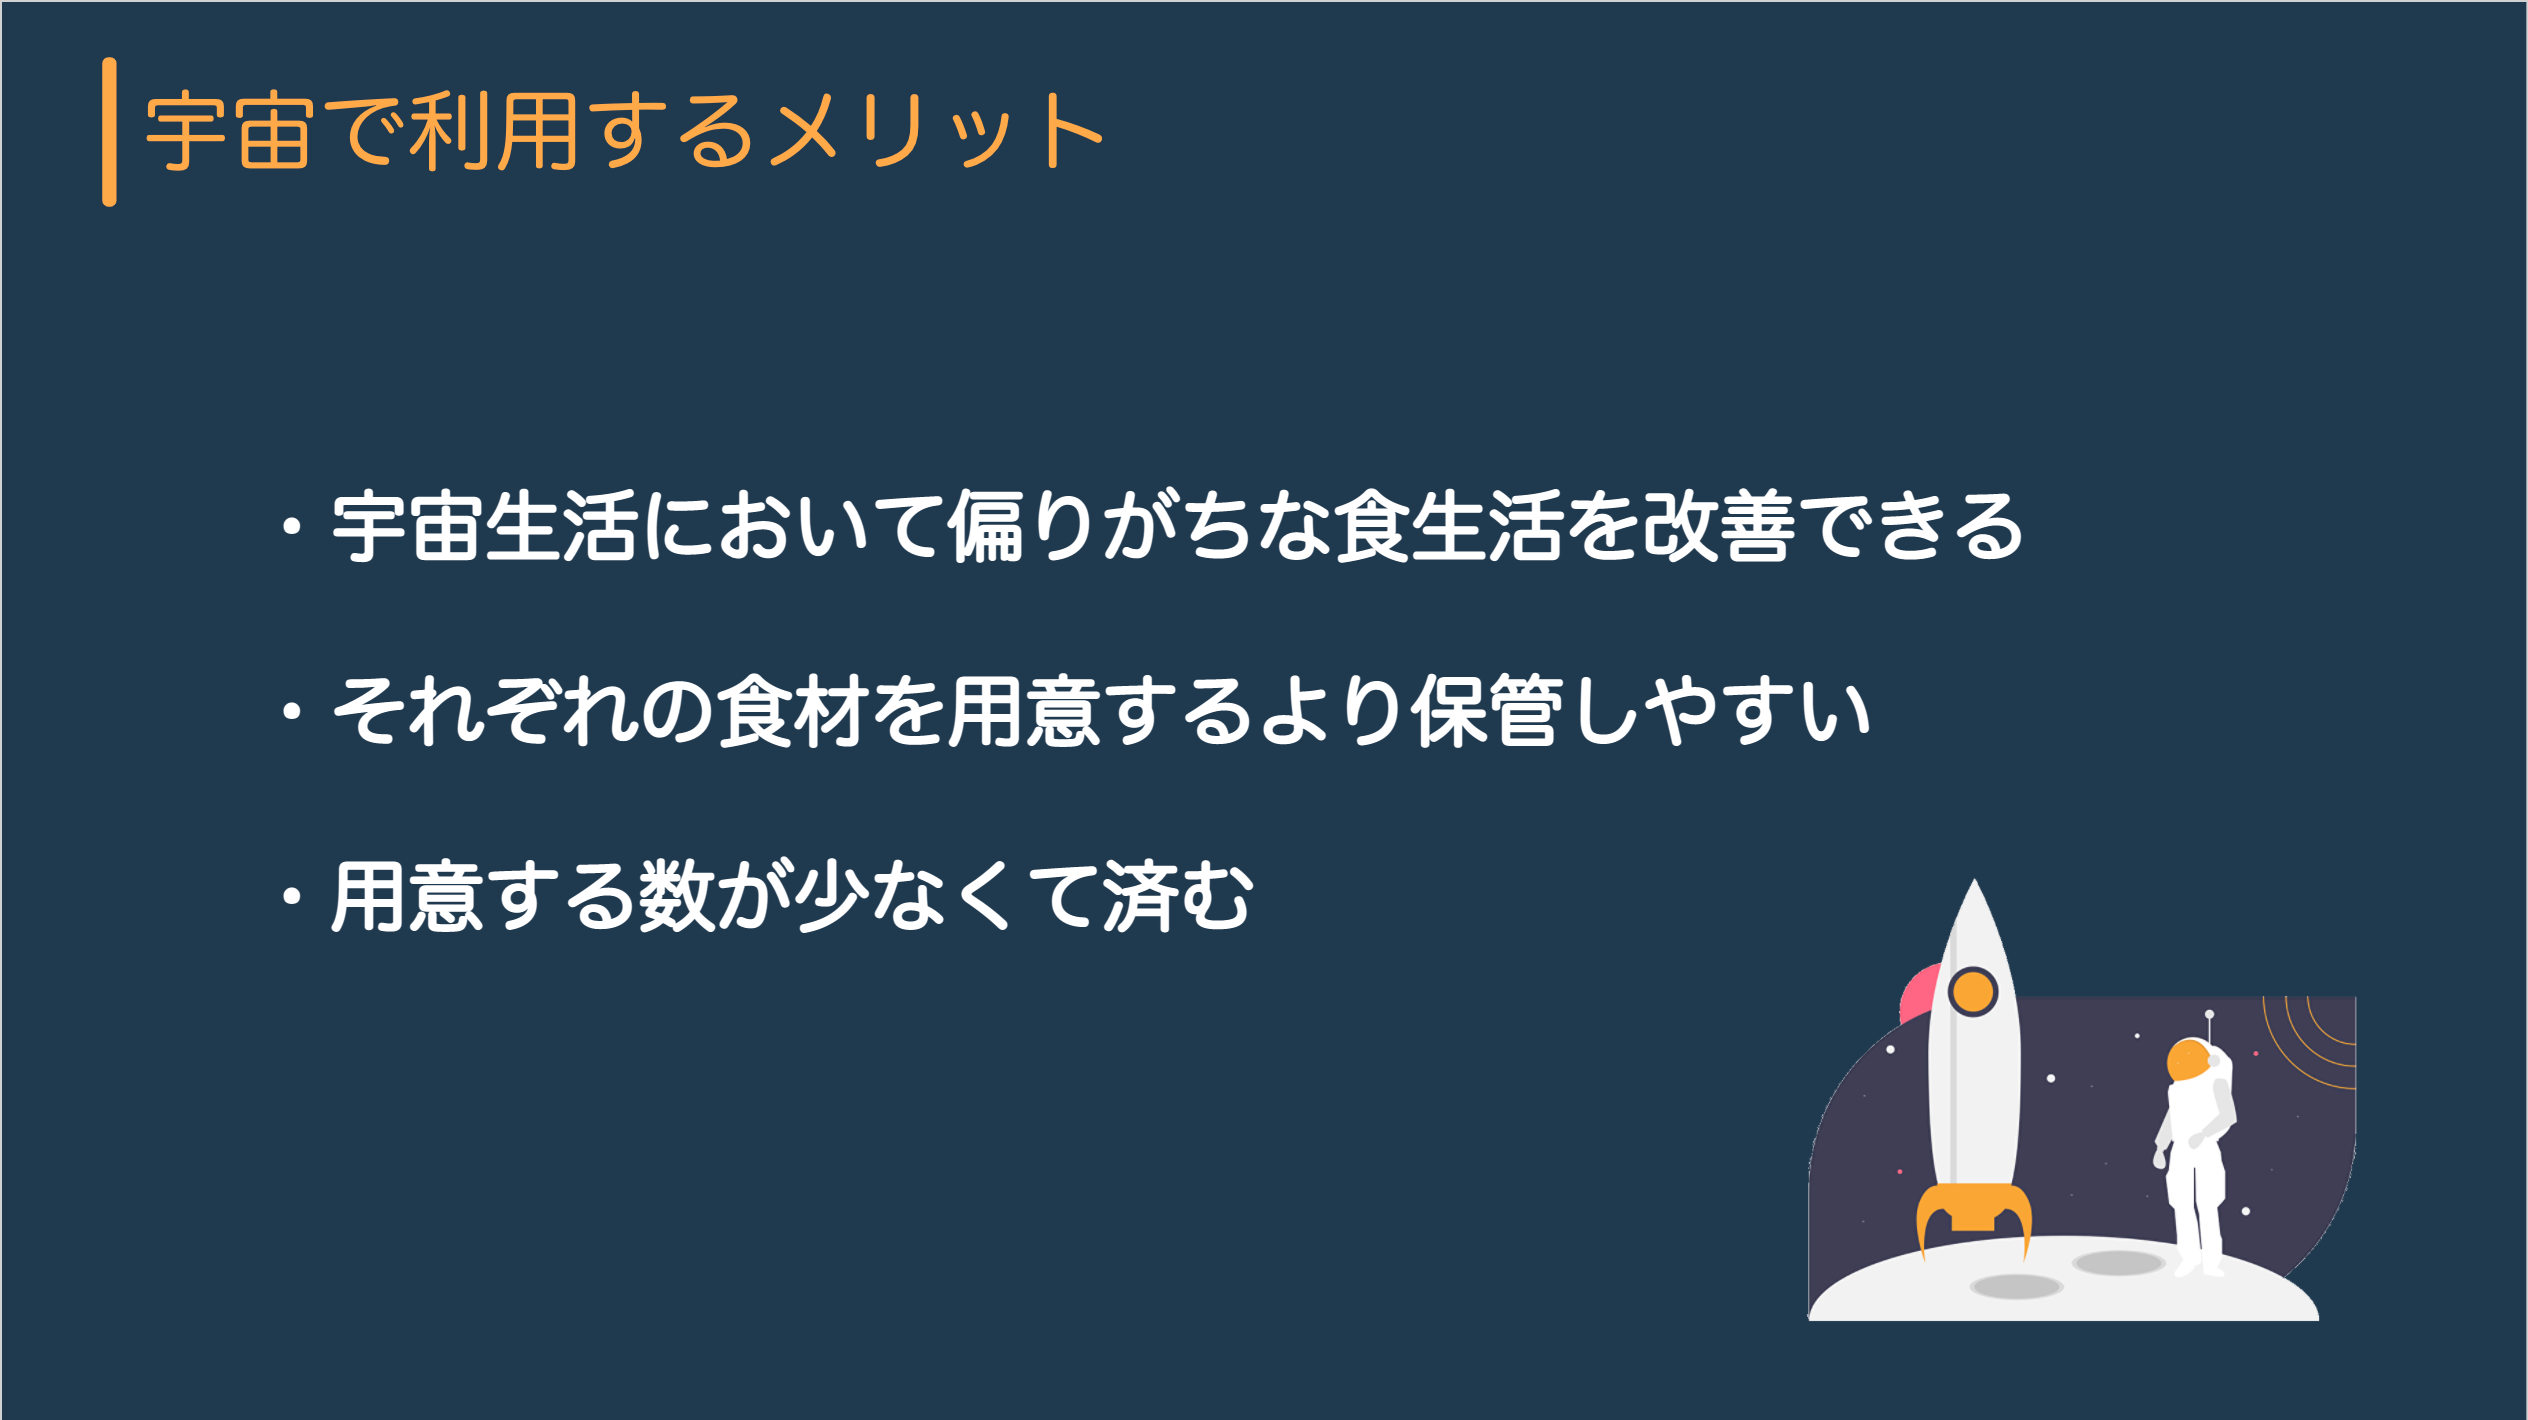 宇宙で利用するメリット
・宇宙生活において偏りがちな食生活を改善できる
・それぞれの食材を用意するより保管しやすい
・用意する数が少なくて済む